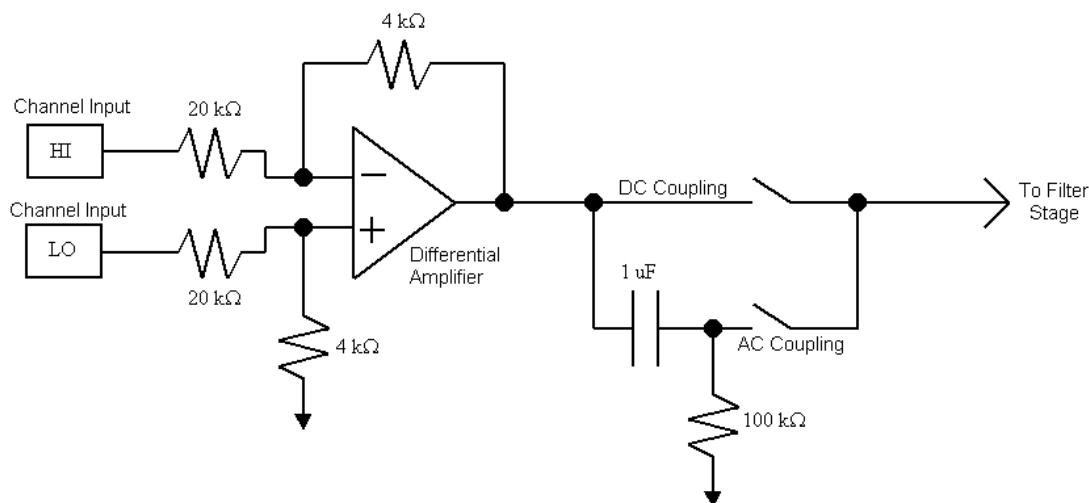 4 kΩ
Channel Input
20 kΩ
HI
−
Channel Input
DC Coupling
To Filter
Stage
LO
+
Differential
Amplifier
20 kΩ
1 uF
4 kΩ
AC Coupling
100 kΩ